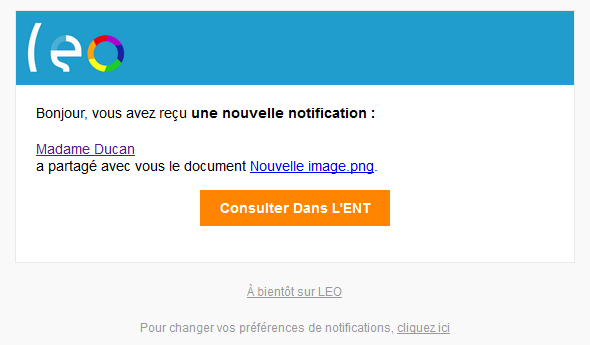 leo
Bonjour, vous avez reçu une nouvelle notification :
Madame Ducan
a partagé avec vous le document Nouvelle image.png.
Consulter Dans L'ENT
À bientôt sur LEO
Pour changer vos préférences de notifications, cliquez ici